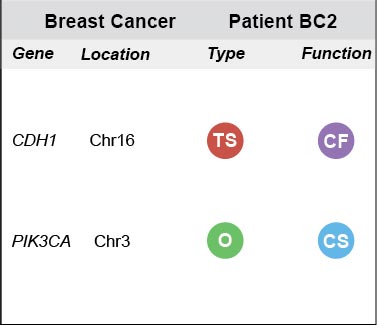 Breast Cancer Patient BC2
Gene Location Type Function
CDH1 Chr16 TS CF
PIK3CA Chr3 O CS